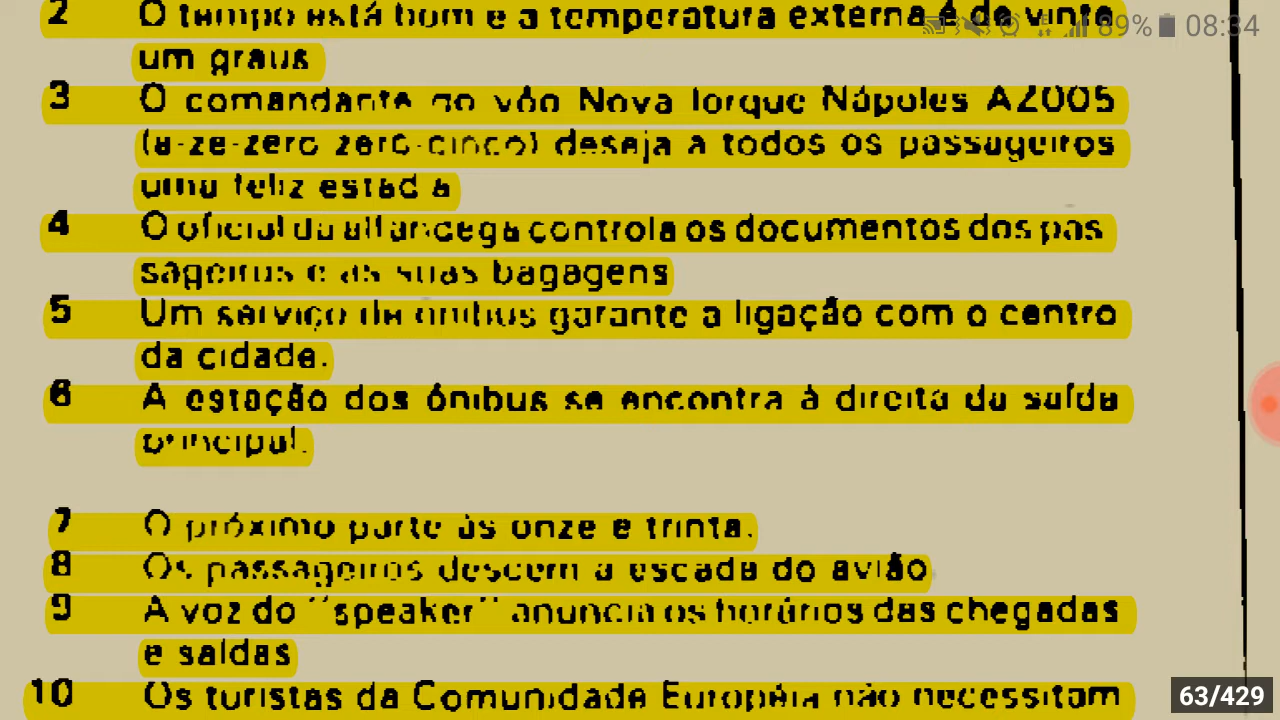 2 O tempo está bom e a temperatura externa é de vinte
89% 08:34
um graus
3 O comandante do vôo Nova Iorque Nápoles AZ005
(a-ze-zero zero-cinco) deseja a todos os passageiros
uma feliz estada
4 O oficial da alfândega controla os documentos dos pas
sageiros e as suas bagagens
5 Um serviço de ônibus garante a ligação com o centro
da cidade.
6 A estação dos ônibus se encontra à direita da saída
principal.
7 O próximo parte às onze e trinta.
8 Os passageiros descem a escada do avião
9 A voz do "speaker" anuncia os horários das chegadas
e saídas
10 Os turistas da Comunidade Européia não necessitam
63/429